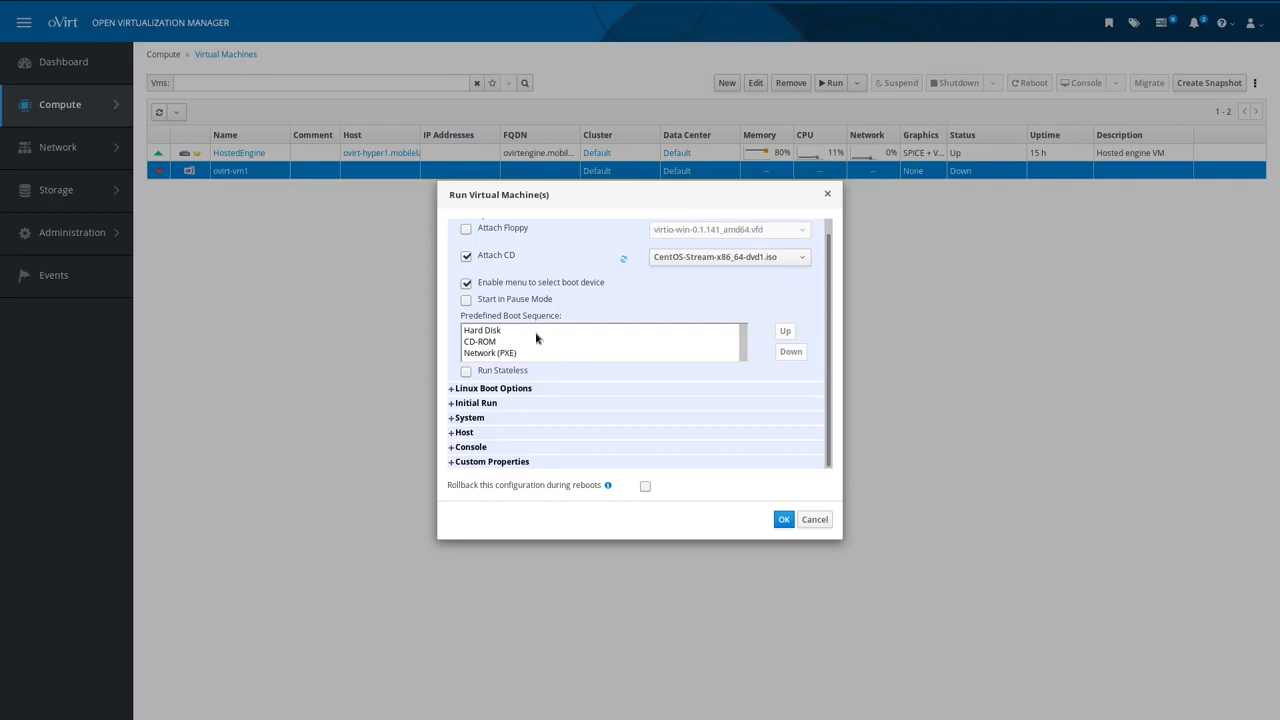 oVirt OPEN VIRTUALIZATION MANAGER 0 2
Dashboard
Compute
Network
Storage
Administration
Events
Compute » Virtual Machines
Vms: New Edit Remove Run Suspend Shutdown Reboot Console Migrate Create Snapshot
1 - 2
Name Comment Host IP Addresses FQDN Cluster Data Center Memory CPU Network Graphics Status Uptime Description
HostedEngine ovirt-hyper1.mobilela ovirtengine.mobil... Default Default 80% 11% 0% SPICE + V... Up 15 h Hosted engine VM
ovirt-vm1 Default Default -- -- -- None Down
Run Virtual Machine(s)
Attach Floppy virtio-win-0.1.141_amd64.vfd
Attach CD CentOS-Stream-x86_64-dvd1.iso
Enable menu to select boot device
Start in Pause Mode
Predefined Boot Sequence:
Hard Disk
CD-ROM
Network (PXE)
Up
Down
Run Stateless
+Linux Boot Options
+Initial Run
+System
+Host
+Console
+Custom Properties
Rollback this configuration during reboots
OK Cancel